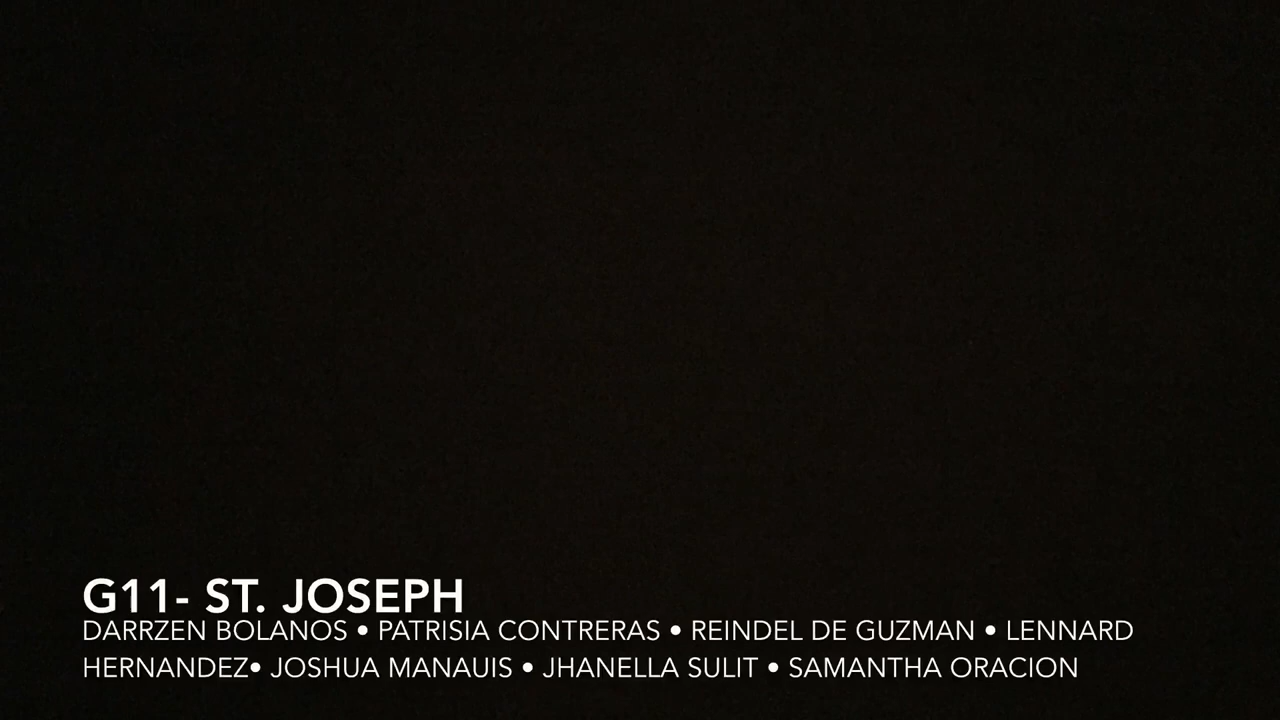 G11- ST. JOSEPH
DARRZEN BOLANOS • PATRISIA CONTRERAS • REINDEL DE GUZMAN • LENNARD
HERNANDEZ• JOSHUA MANAUIS • JHANELLA SULIT • SAMANTHA ORACION